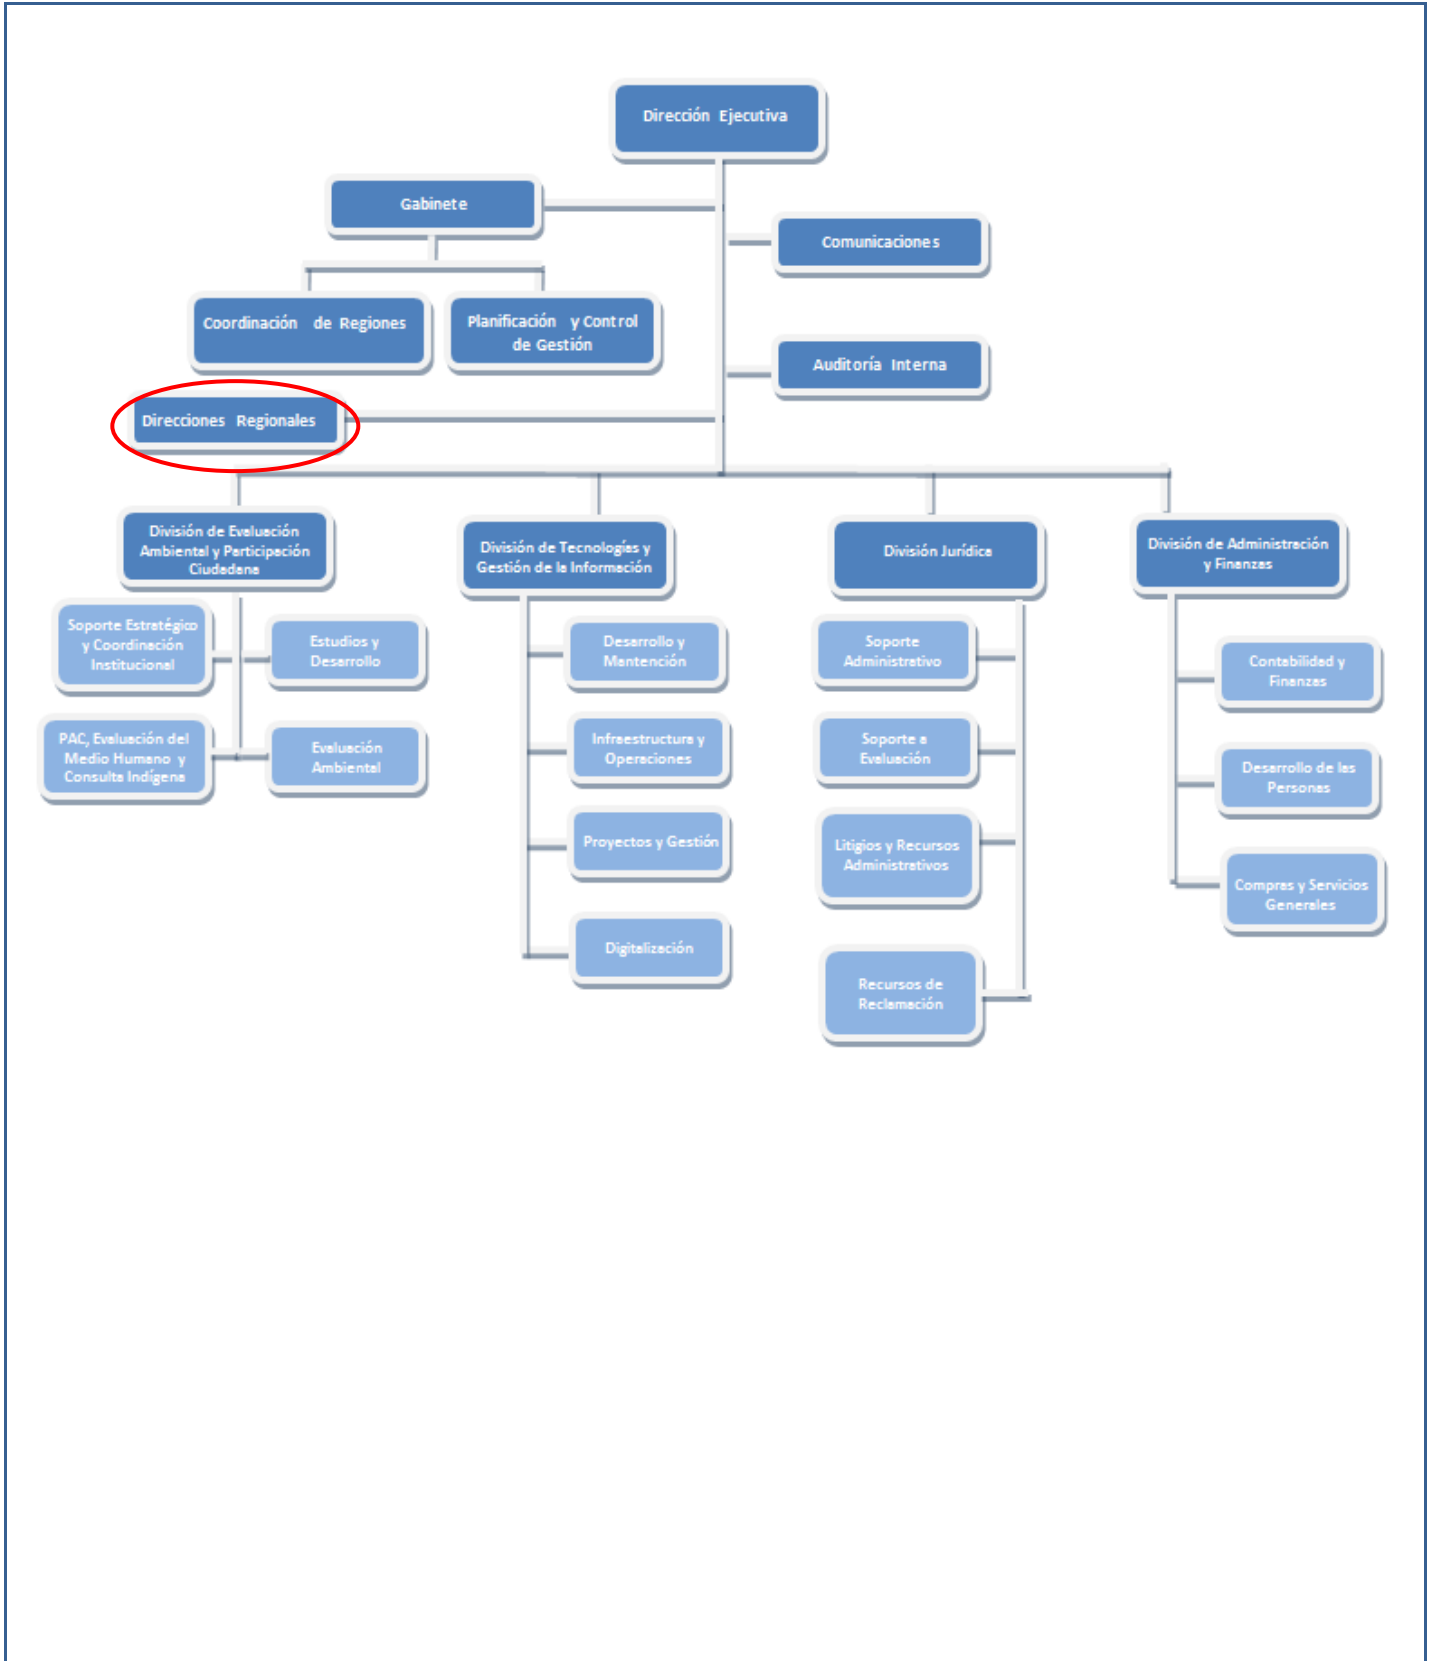 Dirección Ejecutiva
Gabinete
Comunicaciones
Coordinación de Regiones
Planificación y Control
de Gestión
Auditoría Interna
Direcciones Regionales
División de Evaluación
Ambiental y Participación
Ciudadana
División de Tecnologías y
Gestión de la Información
División Jurídica
División de Administración
y Finanzas
Soporte Estratégico
y Coordinación
Institucional
Estudios y
Desarrollo
PAC, Evaluación del
Medio Humano y
Consulta Indígena
Evaluación
Ambiental
Desarrollo y
Mantención
Infraestructura y
Operaciones
Proyectos y Gestión
Digitalización
Soporte
Administrativo
Soporte a
Evaluación
Litigios y Recursos
Administrativos
Recursos de
Reclamación
Contabilidad y
Finanzas
Desarrollo de las
Personas
Compras y Servicios
Generales